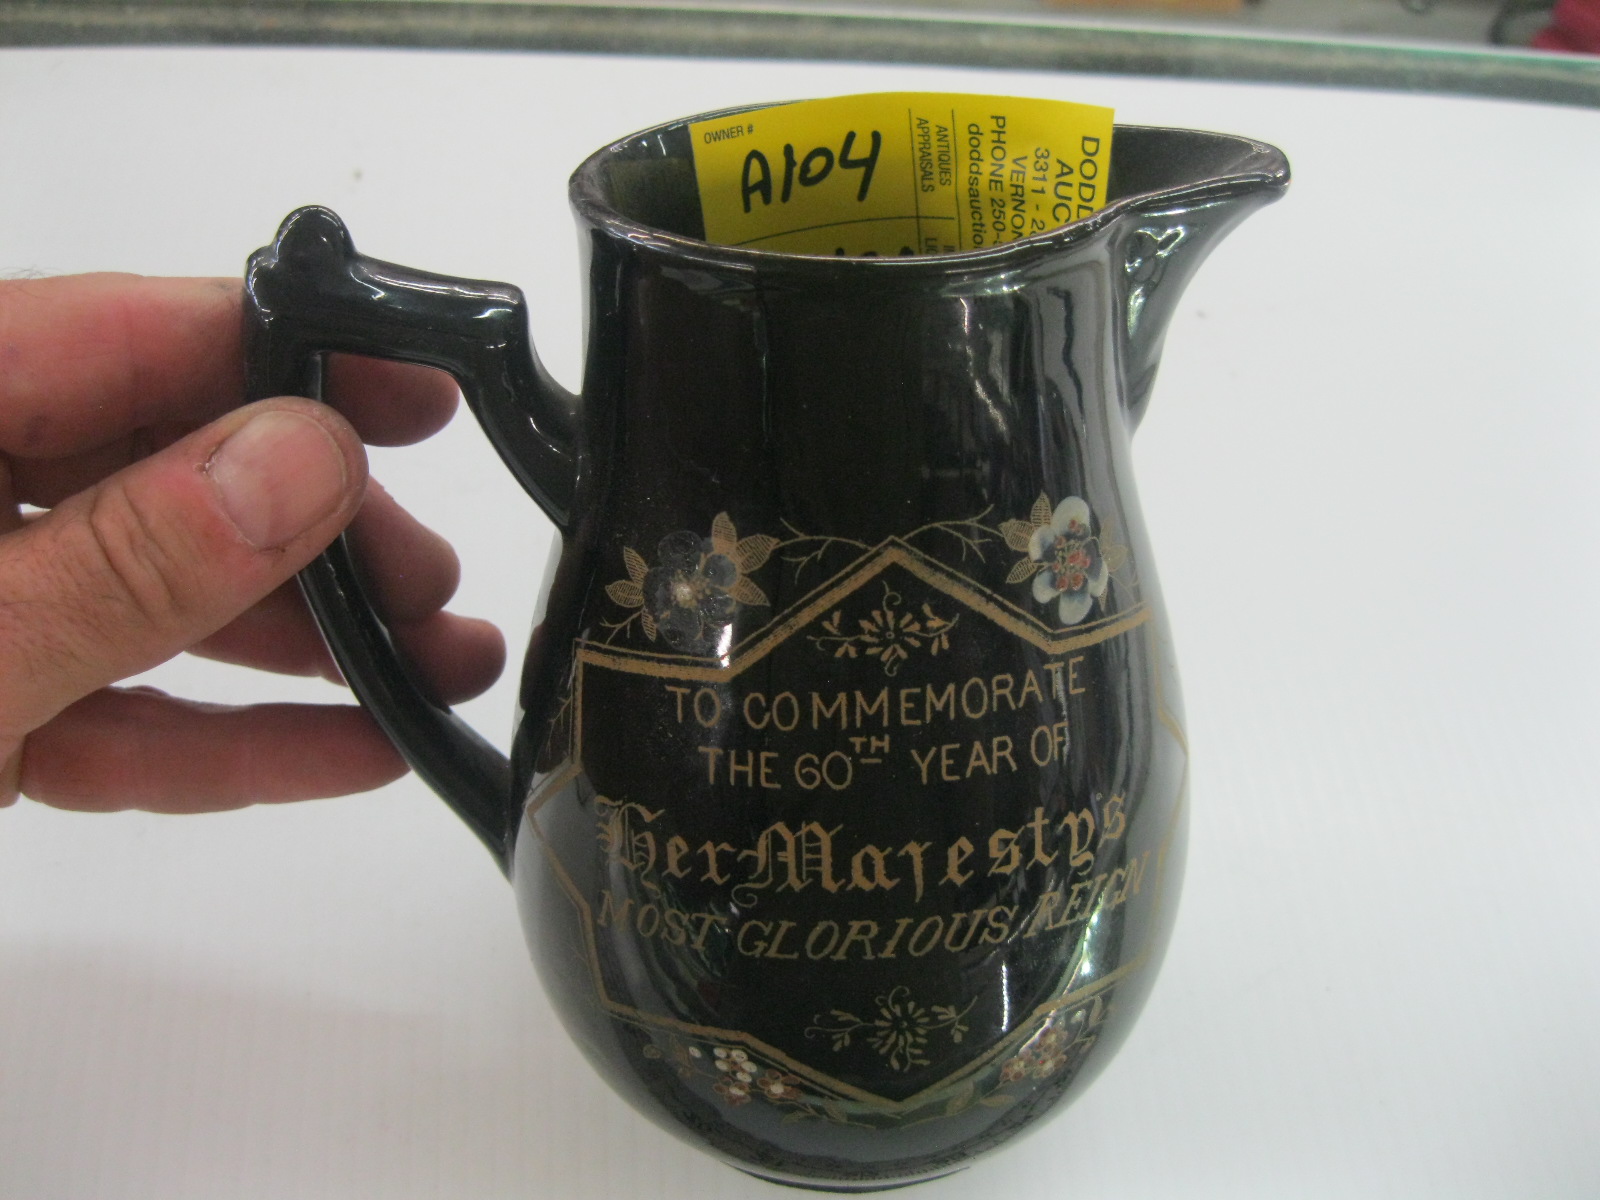 OWNER #
A104
ANTIQUES
APPRAISALS
DODD
AUC
3311 - 2
VERNON
PHONE 250-
doddsauctio
TO COMMEMORATE
THE 60TH YEAR OF
Her Majestys
MOST GLORIOUS REIGN